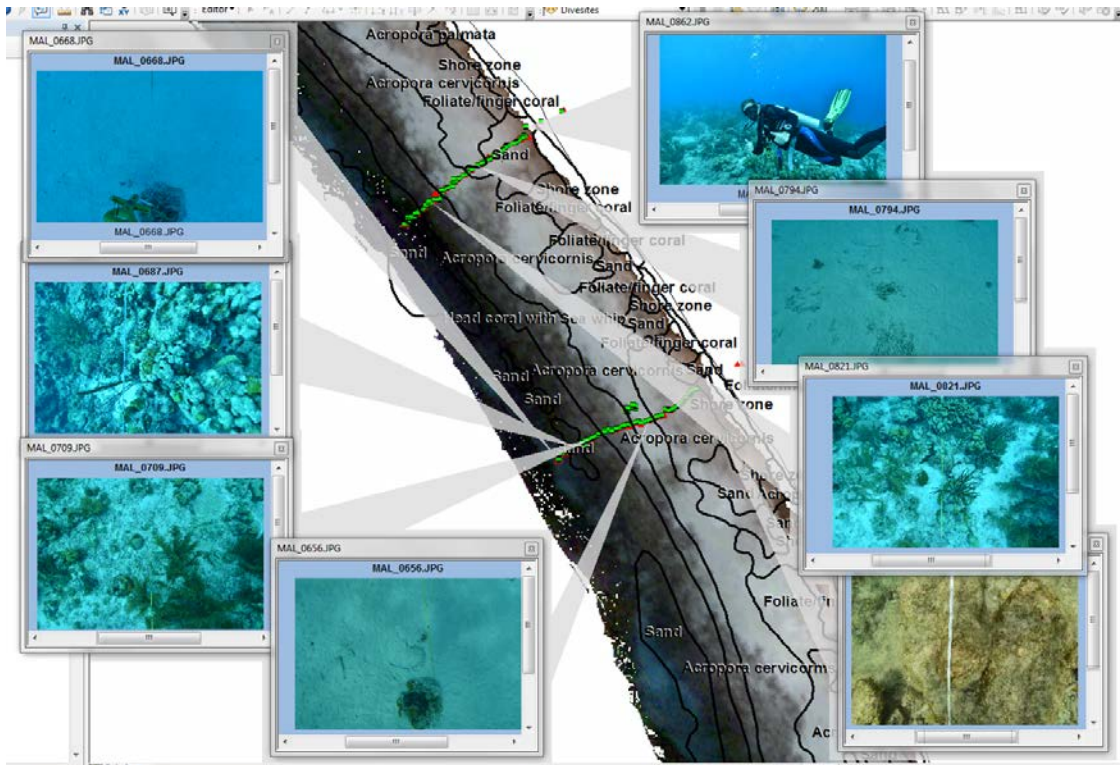 Editor
Divesites
MAL_0668.JPG
MAL_0668.JPG
MAL_0668.JPG
MAL_0687.JPG
MAL_0709.JPG
MAL_0709.JPG
MAL_0656.JPG
MAL_0656.JPG
MAL_0862.JPG
MAL_0794.JPG
MAL_0794.JPG
MAL_0821.JPG
MAL_0821.JPG
Acropora palmata
Shore zone
Acropora cervicornis
Foliate/finger coral
Sand
Shore zone
Foliate/finger coral
Sand
Acropora cervicornis
Foliate/finger coral
Sand
Foliate/finger coral
Shore zone
Head coral with Sea whip
Sand
Foliate/finger coral
Sand
Acropora cervicornis
Sand
Sand
Shore zone
Sand
Acropora cervicornis
Sand
Foliate/fin
Sand
Acropora cervicornis
Sand